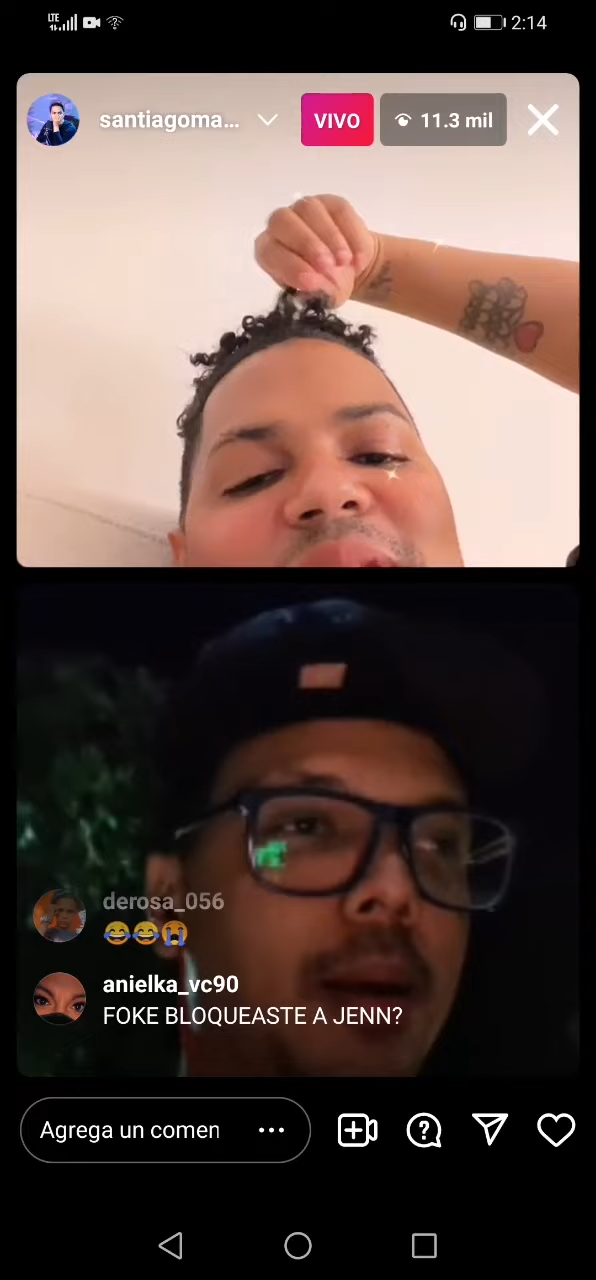 LTE
2:14
santiagoma...
VIVO
11.3 mil
derosa_056
😂😂😭
anielka_vc90
FOKE BLOQUEASTE A JENN?
Agrega un comen